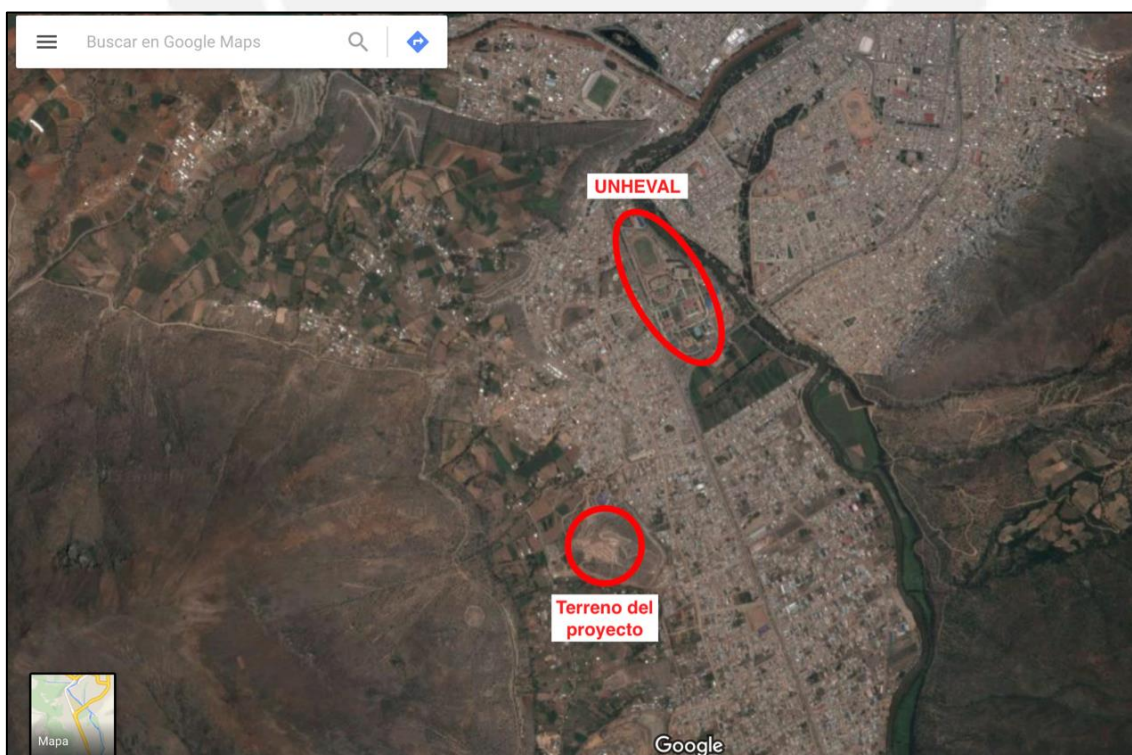 Buscar en Google Maps
UNHEVAL
Terreno del
proyecto
Mapa
Google